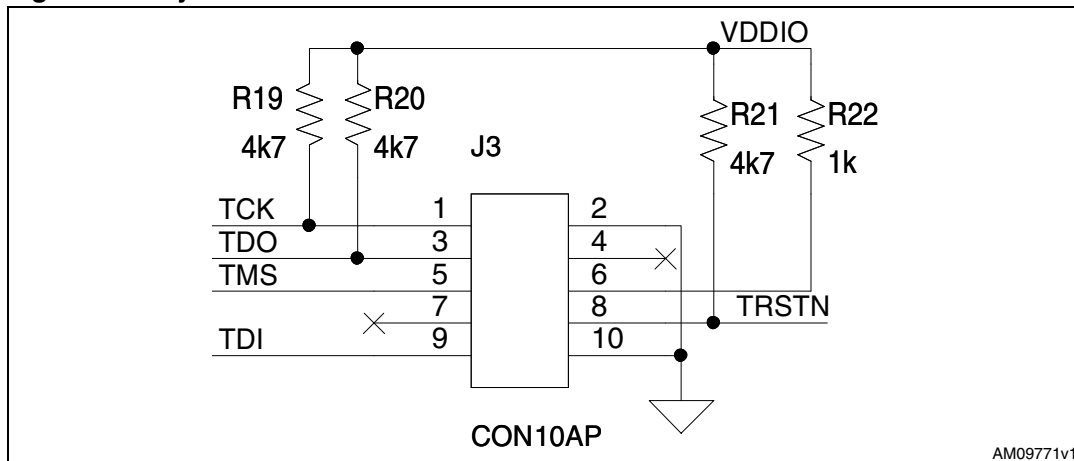 VDDIO
R19
R20
R21
R22
4k7
4k7
4k7
1k
J3
TCK
1
2
TDO
3
4
TMS
5
6
7
8
TRSTN
TDI
9
10
CON10AP
AM09771v1